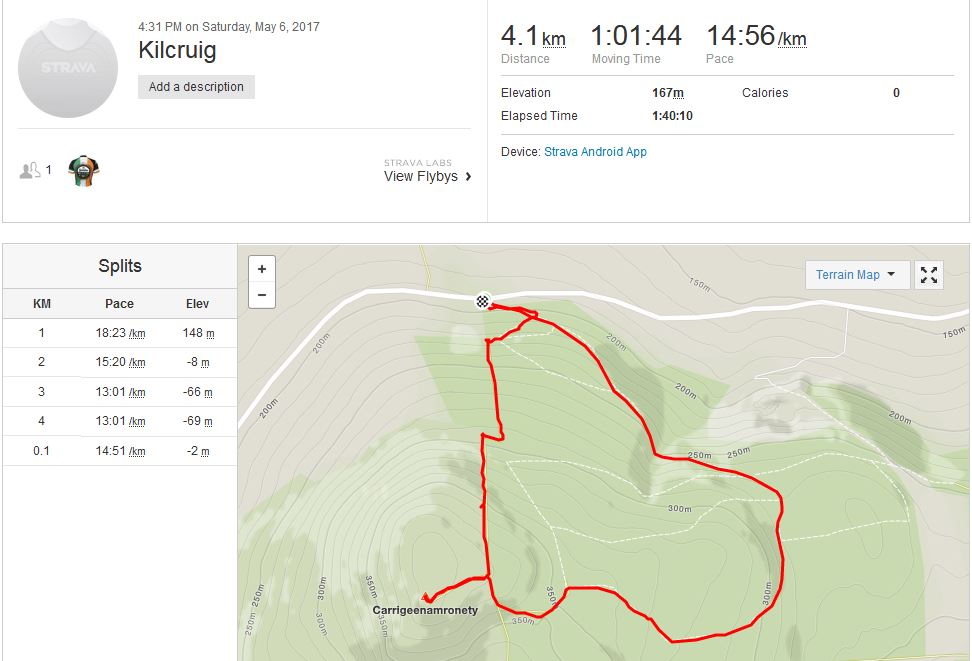 STRAVA
4:31 PM on Saturday, May 6, 2017
Kilcruig
Add a description
1
STRAVA LABS
View Flybys ›
4.1km 1:01:44 14:56/km
Distance Moving Time Pace
Elevation 167m Calories 0
Elapsed Time 1:40:10
Device: Strava Android App
Splits
KM Pace Elev
1 18:23 /km 148 m
2 15:20 /km -8 m
3 13:01 /km -66 m
4 13:01 /km -69 m
0.1 14:51 /km -2 m
+
−
Terrain Map
150m
150m
200m
200m
200m
200m
200m
250m
250m
300m
350m
300m
350m
350m
300m
250m
250m
300m
350m
Carrigeenamronety